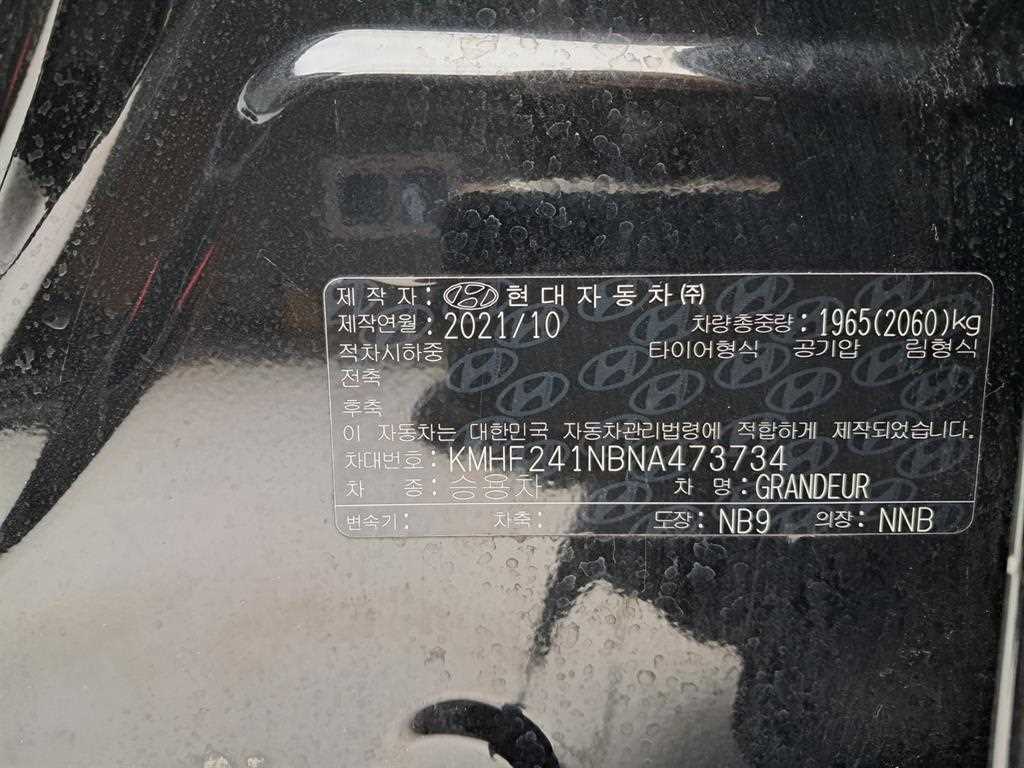 제작자: 현대자동차㈜
제작연월: 2021/10 차량총중량: 1965(2060)kg
적차시하중 타이어형식 공기압 림형식
전축
후축
이 자동차는 대한민국 자동차관리법령에 적합하게 제작되었습니다.
차대번호: KMHF241NBNA473734
차 종: 승용차 차 명: GRANDEUR
변속기: 차축: 도장: NB9 의장: NNB